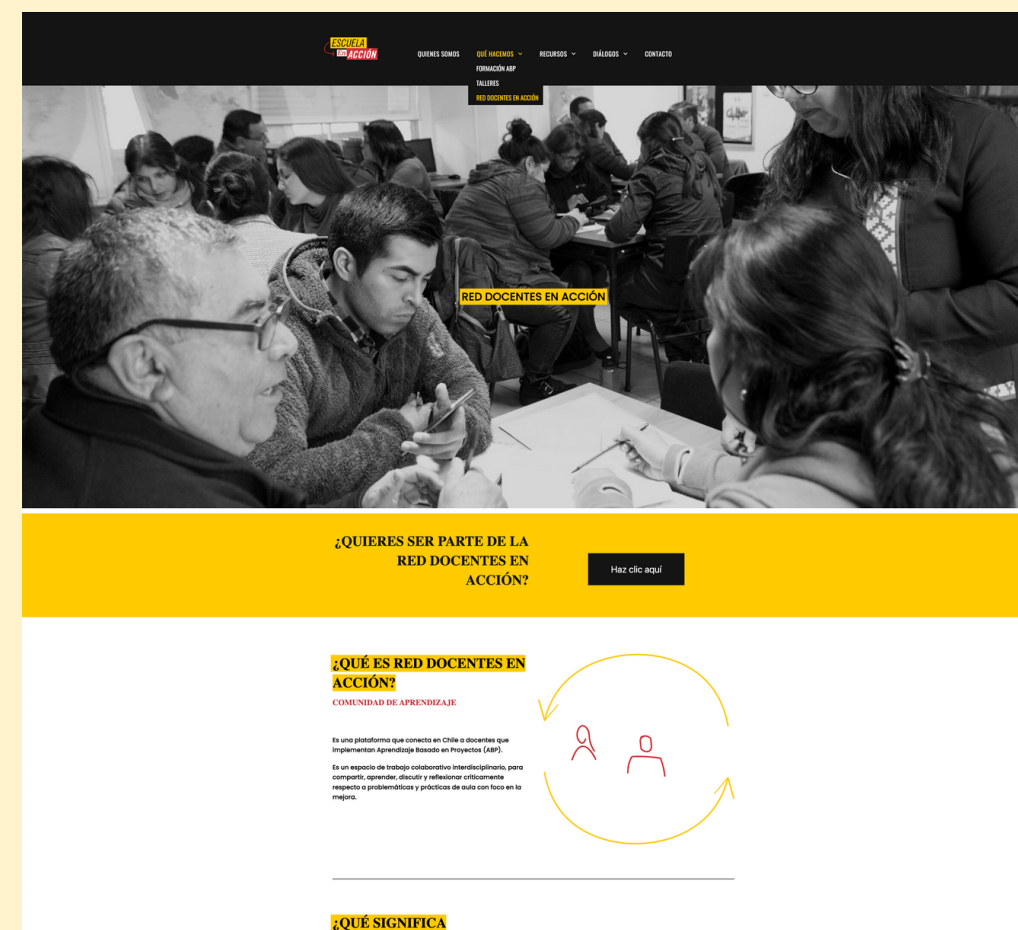 ESCUELA
En ACCIÓN
QUIENES SOMOS QUÉ HACEMOS RECURSOS DIÁLOGOS CONTACTO
FORMACIÓN ABP
TALLERES
RED DOCENTES EN ACCIÓN
RED DOCENTES EN ACCIÓN
¿QUIERES SER PARTE DE LA
RED DOCENTES EN
ACCIÓN?
Haz clic aquí
¿QUÉ ES RED DOCENTES EN
ACCIÓN?
COMUNIDAD DE APRENDIZAJE
Es una plataforma que conecta en Chile a docentes que
implementan Aprendizaje Basado en Proyectos (ABP).
Es un espacio de trabajo colaborativo interdisciplinario, para
compartir, aprender, discutir y reflexionar críticamente
respecto a problemáticas y prácticas de aula con foco en la
mejora.
¿QUÉ SIGNIFICA